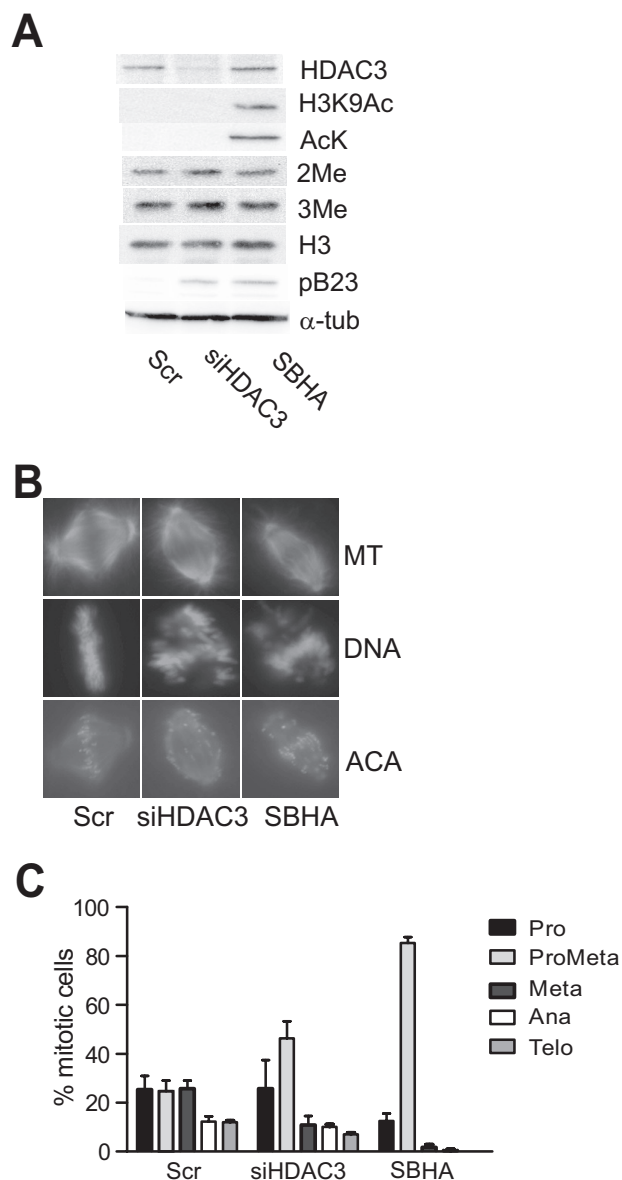 A
HDAC3
H3K9Ac
AcK
2Me
3Me
H3
pB23
α-tub
Scr
siHDAC3
SBHA
B
MT
DNA
ACA
Scr siHDAC3 SBHA
C
% mitotic cells
100
80
60
40
20
0
Scr siHDAC3 SBHA
Pro
ProMeta
Meta
Ana
Telo